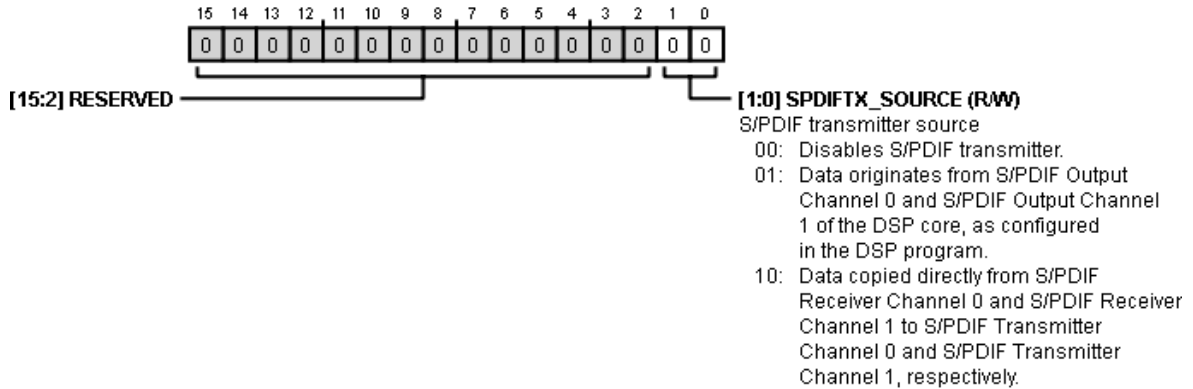 15 14 13 12 11 10 9 8 7 6 5 4 3 2 1 0
0 0 0 0 0 0 0 0 0 0 0 0 0 0 0 0
[15:2] RESERVED
[1:0] SPDIFTX_SOURCE (R/W)
S/PDIF transmitter source
00: Disables S/PDIF transmitter.
01: Data originates from S/PDIF Output
Channel 0 and S/PDIF Output Channel
1 of the DSP core, as configured
in the DSP program.
10: Data copied directly from S/PDIF
Receiver Channel 0 and S/PDIF Receiver
Channel 1 to S/PDIF Transmitter
Channel 0 and S/PDIF Transmitter
Channel 1, respectively.